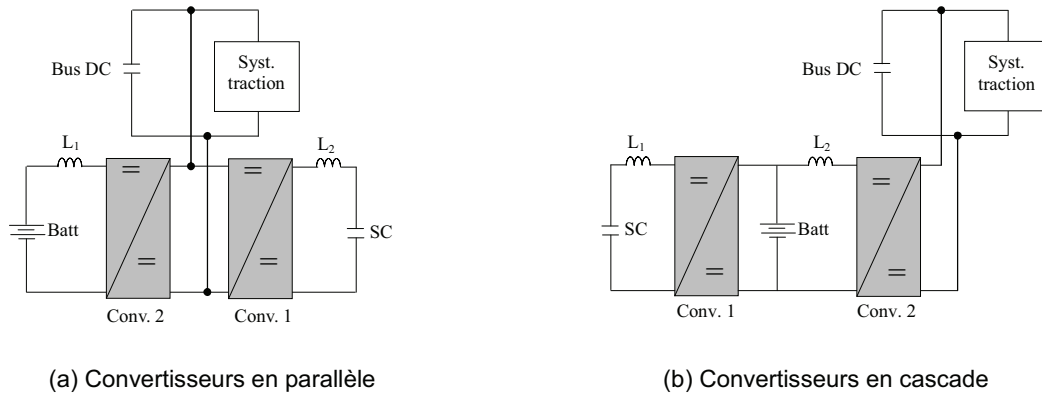 Bus DC
Syst.
traction
L₁
L₂
Batt
SC
Conv. 2
Conv. 1
(a) Convertisseurs en parallèle
Bus DC
Syst.
traction
L₁
L₂
SC
Batt
Conv. 1
Conv. 2
(b) Convertisseurs en cascade